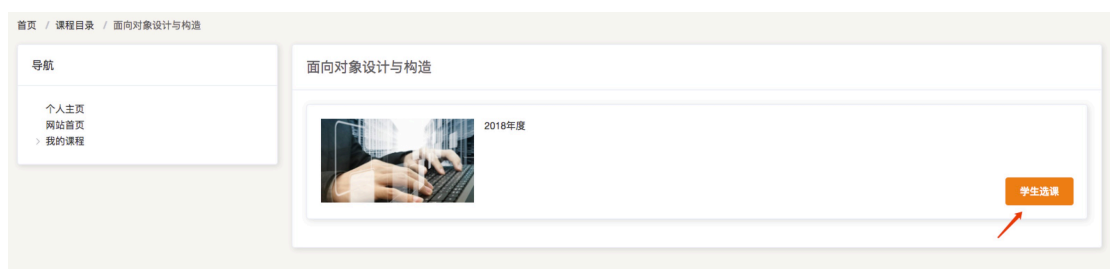 首页 / 课程目录 / 面向对象设计与构造
导航
个人主页
网站首页
我的课程
面向对象设计与构造
2018年度
学生选课